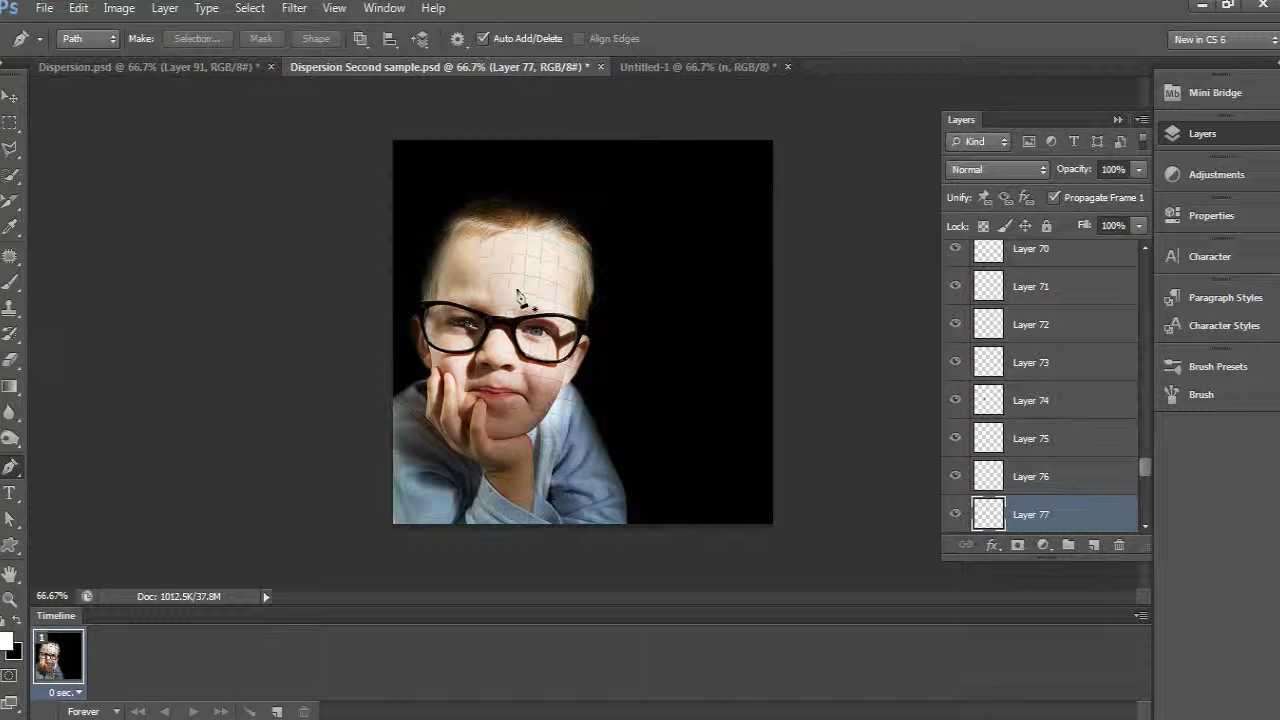 Ps File Edit Image Layer Type Select Filter View Window Help
Path Make: Selection... Mask Shape Auto Add/Delete Align Edges New in CS 6
Dispersion.psd @ 66.7% (Layer 91, RGB/8#) * × Dispersion Second sample.psd @ 66.7% (Layer 77, RGB/8#) * × Untitled-1 @ 66.7% (n, RGB/8) * ×
Mb Mini Bridge
Layers
Adjustments
Properties
Character
Paragraph Styles
Character Styles
Brush Presets
Brush
Layers
Kind
Normal Opacity: 100%
Unify: Propagate Frame 1
Lock: Fill: 100%
Layer 70
Layer 71
Layer 72
Layer 73
Layer 74
Layer 75
Layer 76
Layer 77
fx
66.67% Doc: 1012.5K/37.8M
Timeline
1
0 sec.
Forever